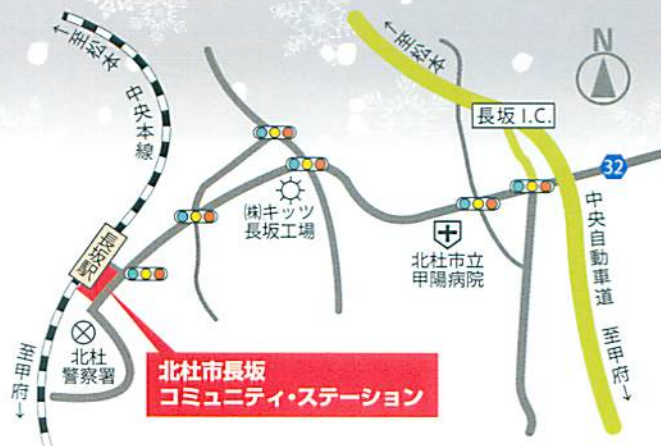 ←至松本
中央本線
長坂駅
北杜
警察署
至甲府→
北杜市長坂
コミュニティ・ステーション
㈱キッツ
長坂工場
北杜市立
甲陽病院
←至松本
長坂 I.C.
N
32
中央自動車道
至甲府→